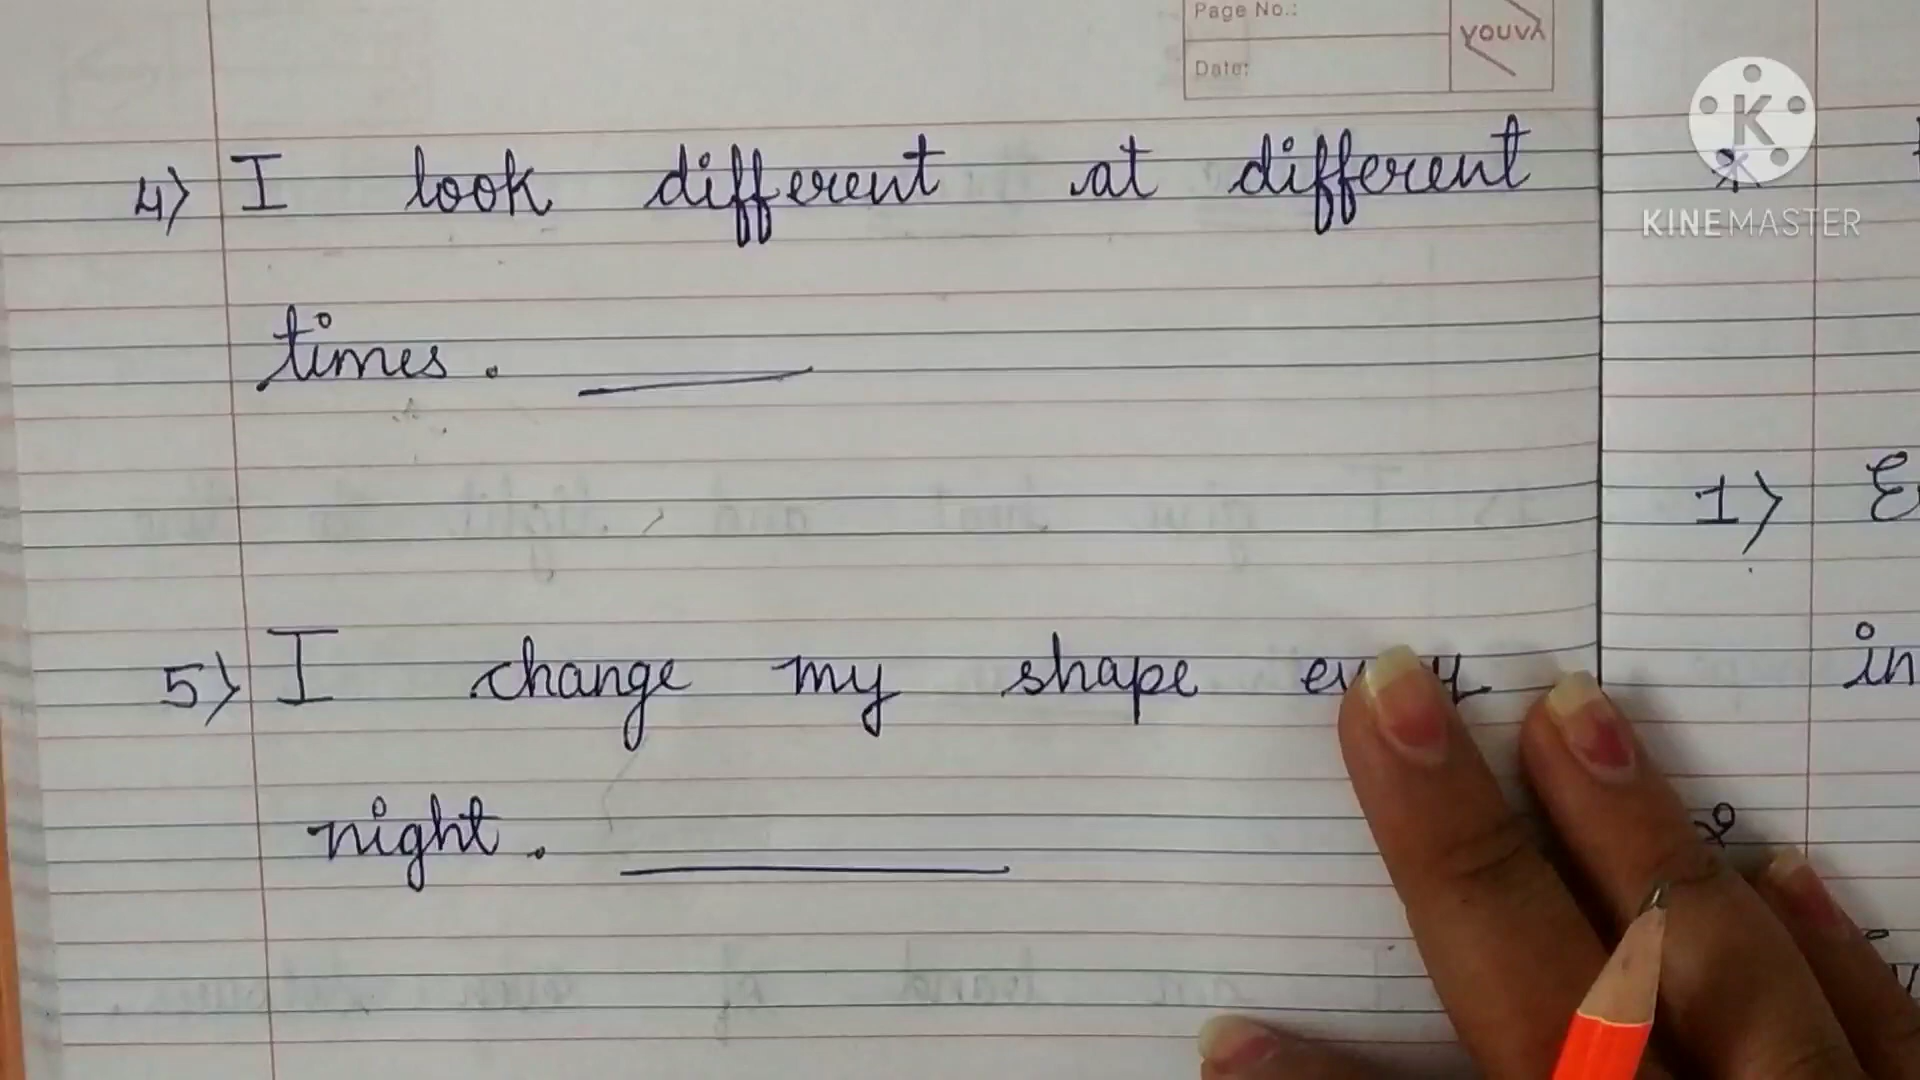 Page No.:
Date:
YOUVA
K
KINEMASTER
4) I look different at different
times.
5) I change my shape
night.
1)
in